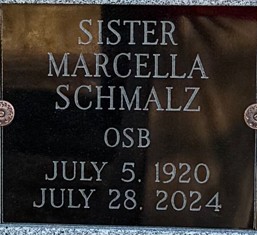 SISTER
MARCELLA
SCHMALZ
OSB
JULY 5, 1920
JULY 28, 2024